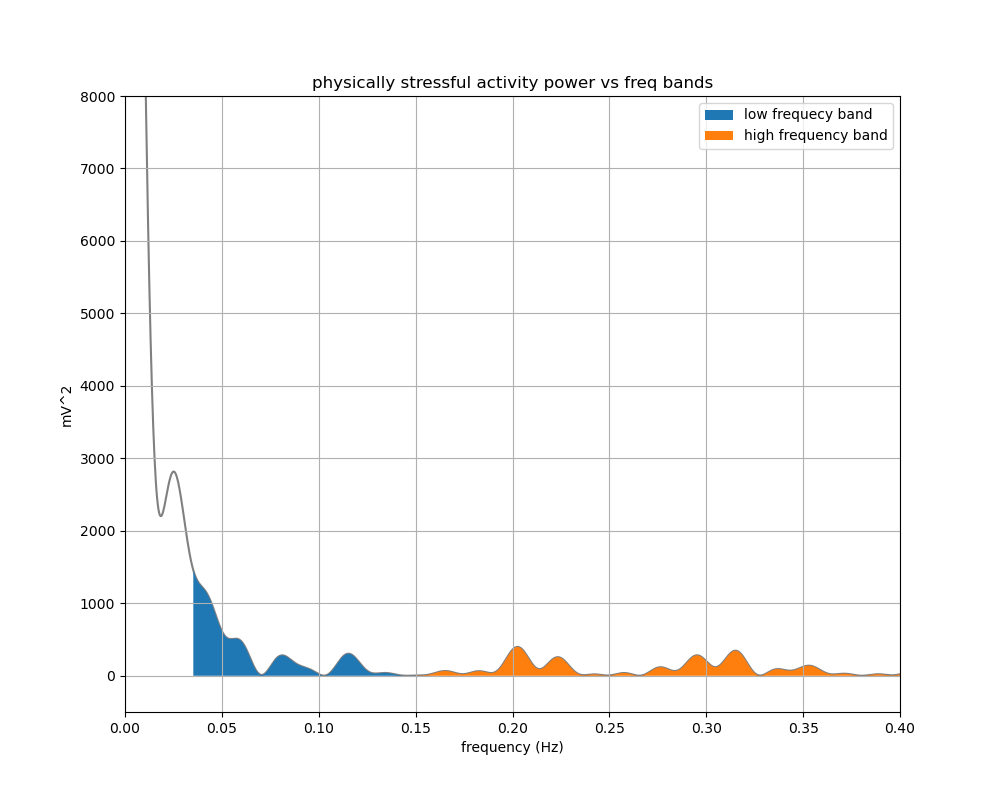 physically stressful activity power vs freq bands
low frequecy band
high frequency band
8000
7000
6000
5000
4000
3000
2000
1000
0
mV^2
0.00 0.05 0.10 0.15 0.20 0.25 0.30 0.35 0.40
frequency (Hz)